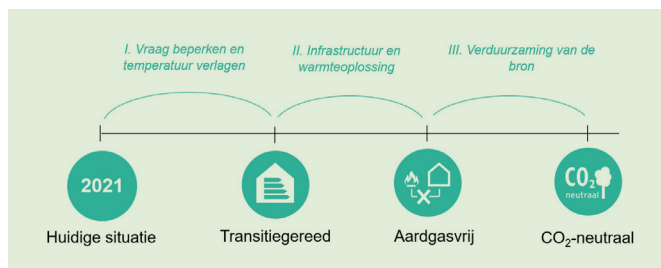 I. Vraag beperken en
temperatuur verlagen
II. Infrastructuur en
warmteoplossing
III. Verduurzaming van de
bron
2021
CO₂
neutraal
Huidige situatie
Transitiegereed
Aardgasvrij
CO₂-neutraal